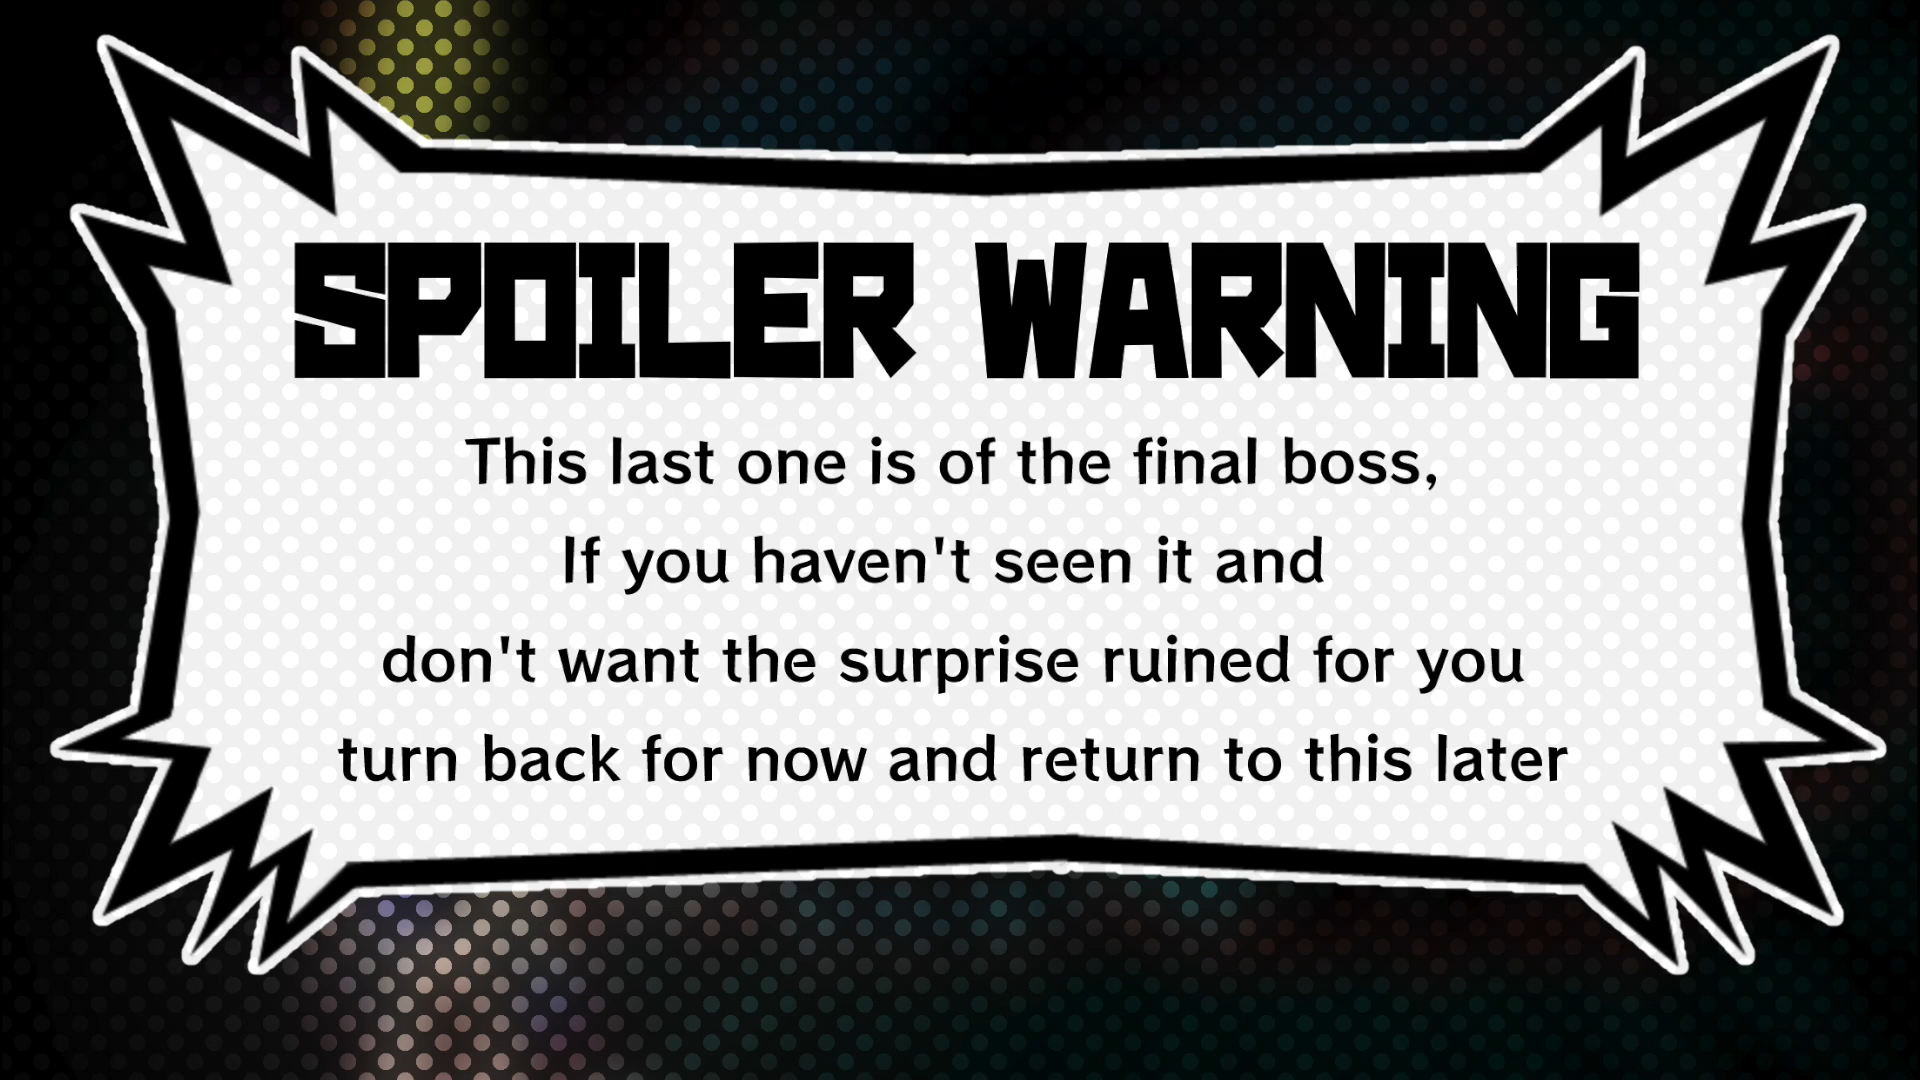 SPOILER WARNING
This last one is of the final boss,
If you haven't seen it and
don't want the surprise ruined for you
turn back for now and return to this later